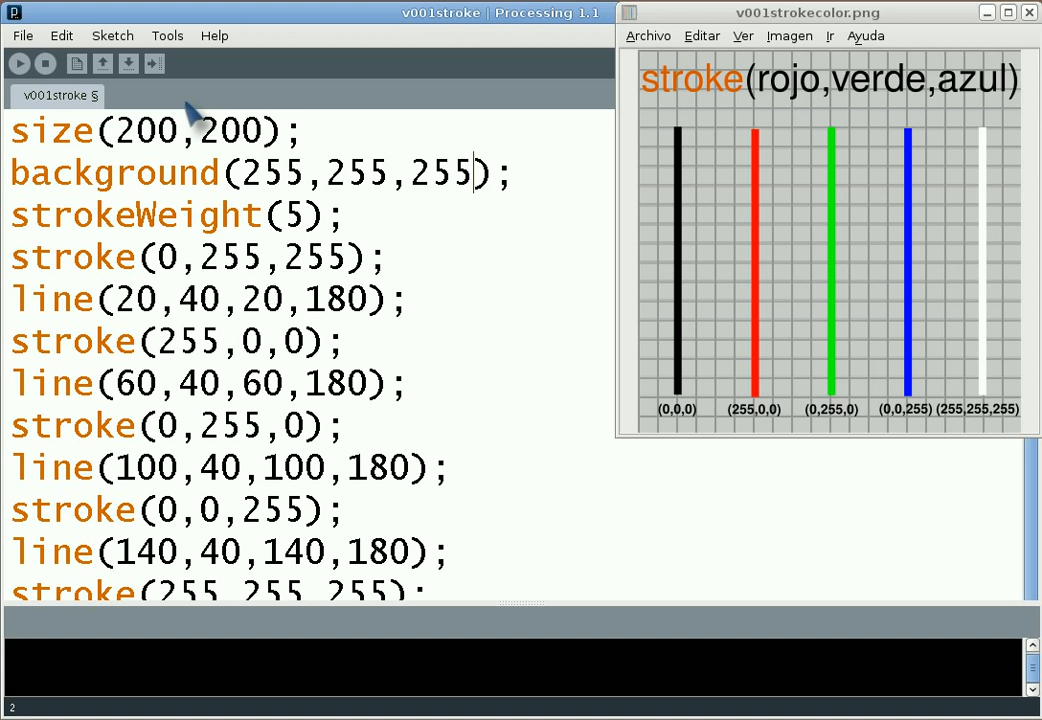 v001stroke | Processing 1.1
File Edit Sketch Tools Help
v001stroke §
size(200,200);
background(255,255,255);
strokeWeight(5);
stroke(0,255,255);
line(20,40,20,180);
stroke(255,0,0);
line(60,40,60,180);
stroke(0,255,0);
line(100,40,100,180);
stroke(0,0,255);
line(140,40,140,180);
stroke(255,255,255);
2
v001strokecolor.png
Archivo Editar Ver Imagen Ir Ayuda
stroke(rojo,verde,azul)
(0,0,0) (255,0,0) (0,255,0) (0,0,255) (255,255,255)